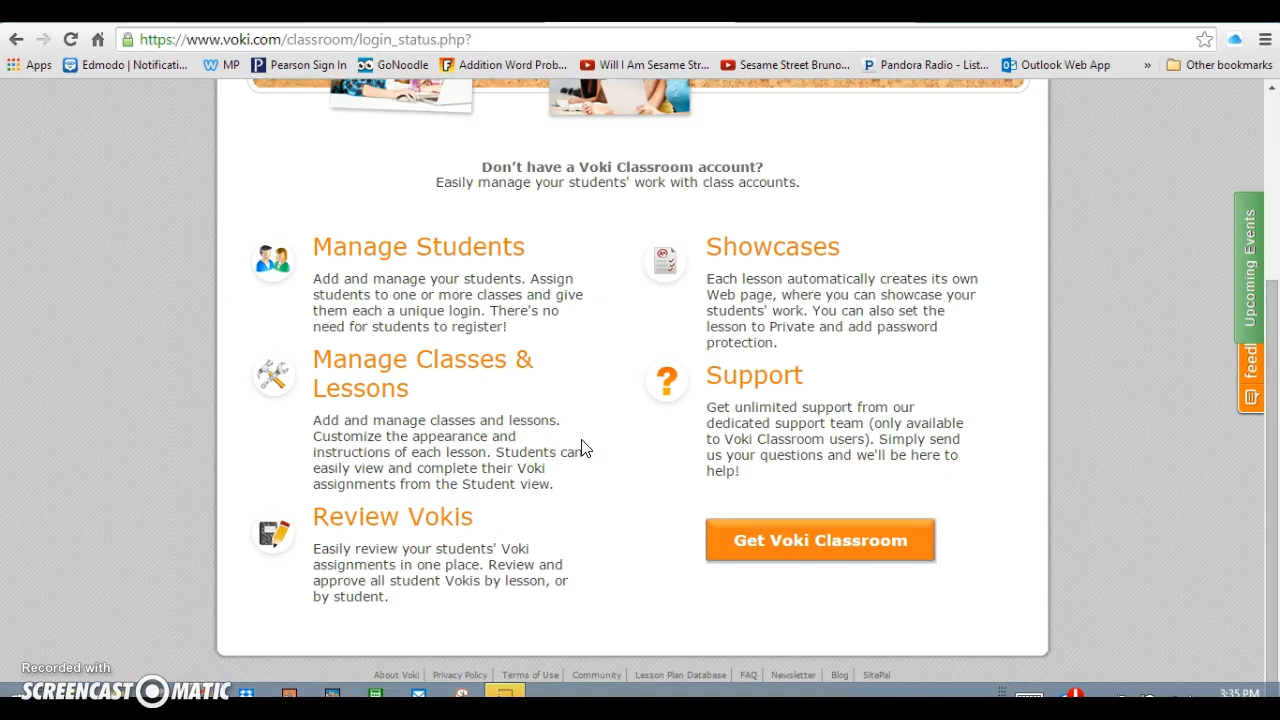 https://www.voki.com/classroom/login_status.php?
Apps Edmodo | Notificati... MP Pearson Sign In GoNoodle Addition Word Prob... Will I Am Sesame Str... Sesame Street Bruno... Pandora Radio - List... Outlook Web App » Other bookmarks
Don't have a Voki Classroom account?
Easily manage your students' work with class accounts.
Manage Students
Add and manage your students. Assign
students to one or more classes and give
them each a unique login. There's no
need for students to register!
Manage Classes &
Lessons
Add and manage classes and lessons.
Customize the appearance and
instructions of each lesson. Students can
easily view and complete their Voki
assignments from the Student view.
Review Vokis
Easily review your students' Voki
assignments in one place. Review and
approve all student Vokis by lesson, or
by student.
Showcases
Each lesson automatically creates its own
Web page, where you can showcase your
students' work. You can also set the
lesson to Private and add password
protection.
Support
Get unlimited support from our
dedicated support team (only available
to Voki Classroom users). Simply send
us your questions and we'll be here to
help!
Get Voki Classroom
Upcoming Events
feed
About Voki Privacy Policy Terms of Use Community Lesson Plan Database FAQ Newsletter Blog SitePal
Recorded with
SCREENCAST MATIC
3:35 PM